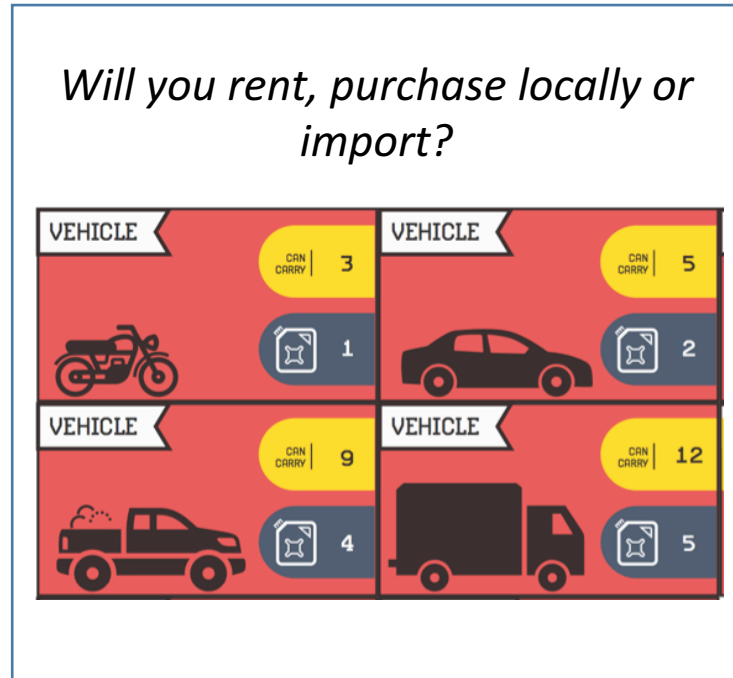 Will you rent, purchase locally or
import?
VEHICLE
CAN
CARRY
3
1
VEHICLE
CAN
CARRY
5
2
VEHICLE
CAN
CARRY
9
4
VEHICLE
CAN
CARRY
12
5